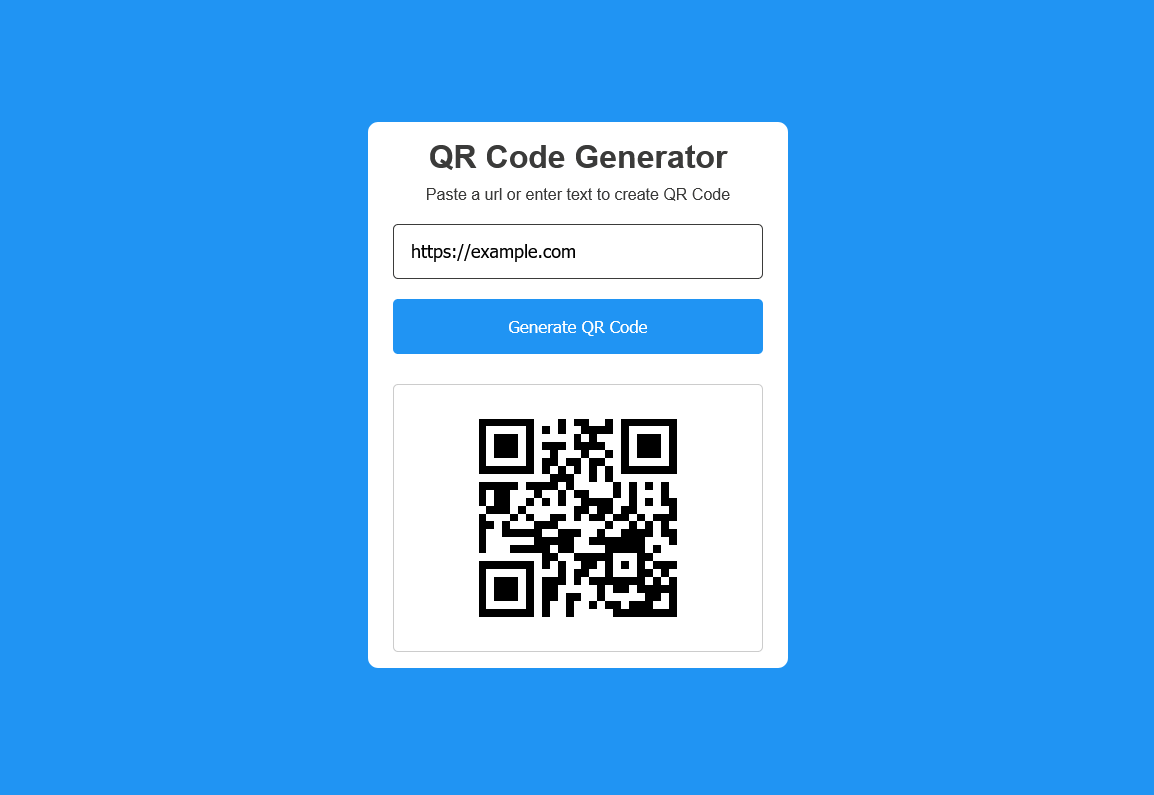 QR Code Generator
Paste a url or enter text to create QR Code
https://example.com
Generate QR Code